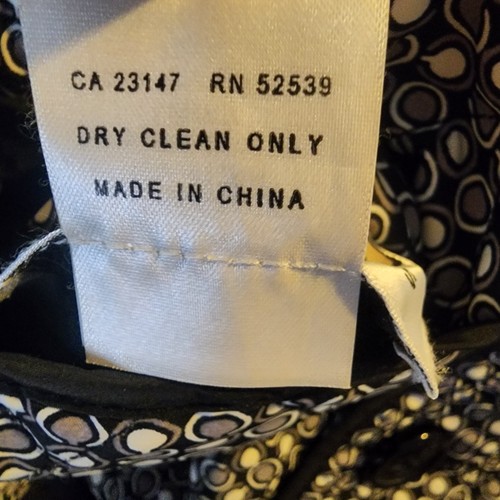 CA 23147 RN 52539
DRY CLEAN ONLY
MADE IN CHINA